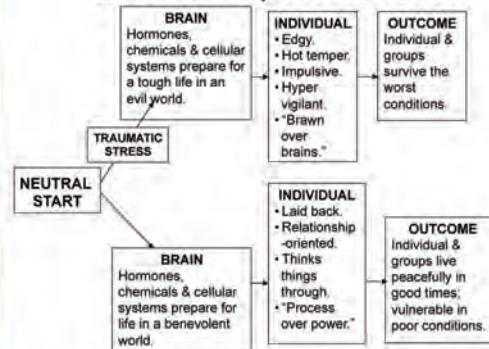 BRAIN
Hormones,
chemicals & cellular
systems prepare for
a tough life in an
evil world.
INDIVIDUAL
• Edgy.
• Hot temper.
• Impulsive.
• Hyper
vigilant.
• "Brawn
over
brains."
OUTCOME
Individual &
groups
survive the
worst
conditions.
TRAUMATIC
STRESS
NEUTRAL
START
BRAIN
Hormones,
chemicals & cellular
systems prepare for
life in a benevolent
world.
INDIVIDUAL
• Laid back.
• Relationship
-oriented.
• Thinks
things
through.
• "Process
over power."
OUTCOME
Individual &
groups live
peacefully in
good times;
vulnerable in
poor conditions.